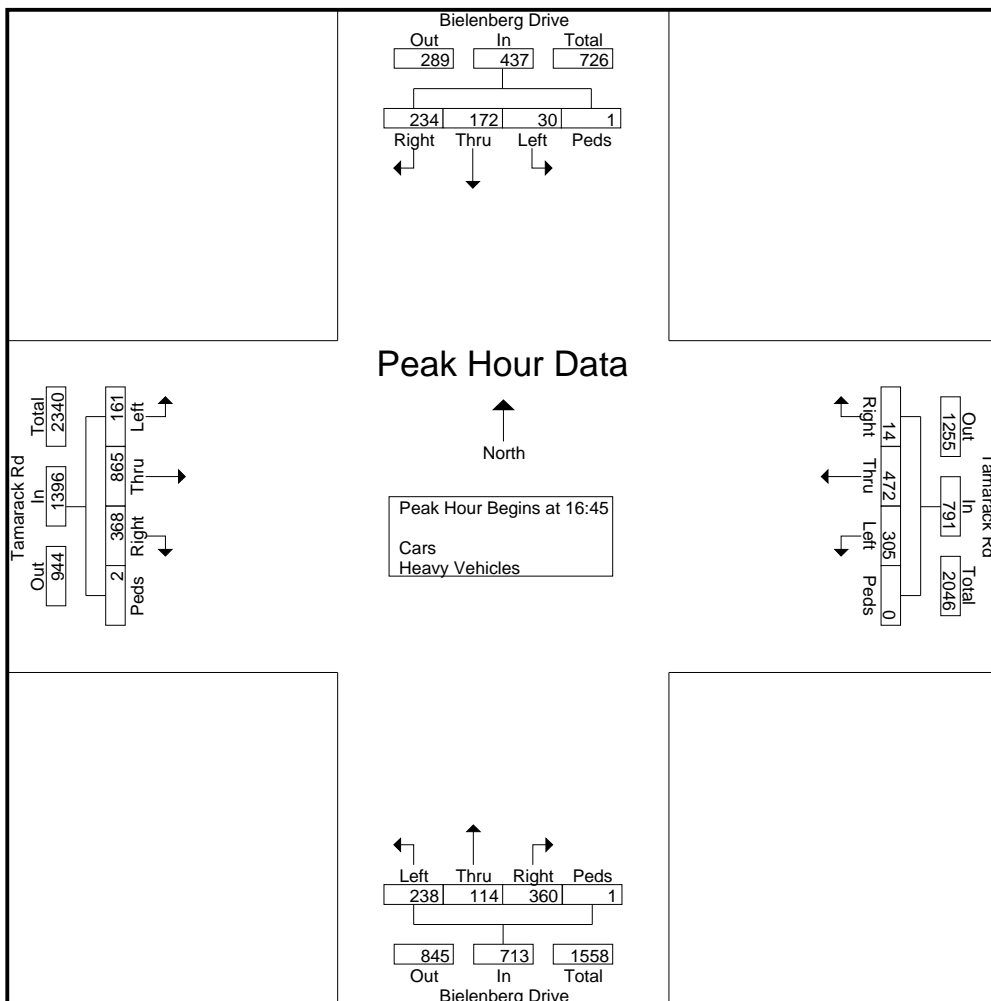 Bielenberg Drive
Out In Total
289 437 726
234 172 30 1
Right Thru Left Peds
Peak Hour Data
North
Peak Hour Begins at 16:45
Cars
Heavy Vehicles
Tamarack Rd
Out In Total
944 1396 2340
Peds Right Thru Left
2 368 865 161
Tamarack Rd
Out In Total
1255 791 2046
Right Thru Left Peds
14 472 305 0
Left Thru Right Peds
238 114 360 1
845 713 1558
Out In Total
Bielenberg Drive